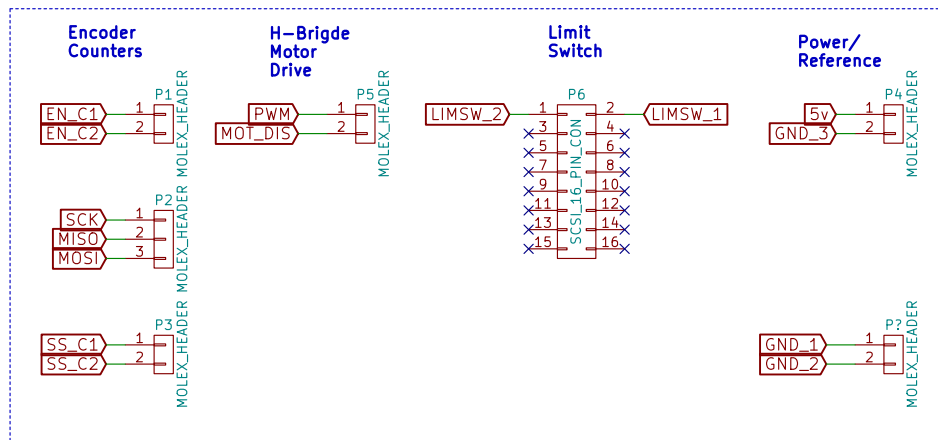 Encoder
Counters
P1
EN_C1 1
EN_C2 2
MOLEX_HEADER
P2
SCK 1
MISO 2
MOSI 3
MOLEX_HEADER
P3
SS_C1 1
SS_C2 2
MOLEX_HEADER
H-Brigde
Motor
Drive
P5
PWM 1
MOT_DIS 2
MOLEX_HEADER
Limit
Switch
P6
LIMSW_2 1 2 LIMSW_1
3 4
5 6
7 8
9 10
11 12
13 14
15 16
SCSI_16_PIN_CON
Power/
Reference
P4
5v 1
GND_3 2
MOLEX_HEADER
P?
GND_1 1
GND_2 2
MOLEX_HEADER